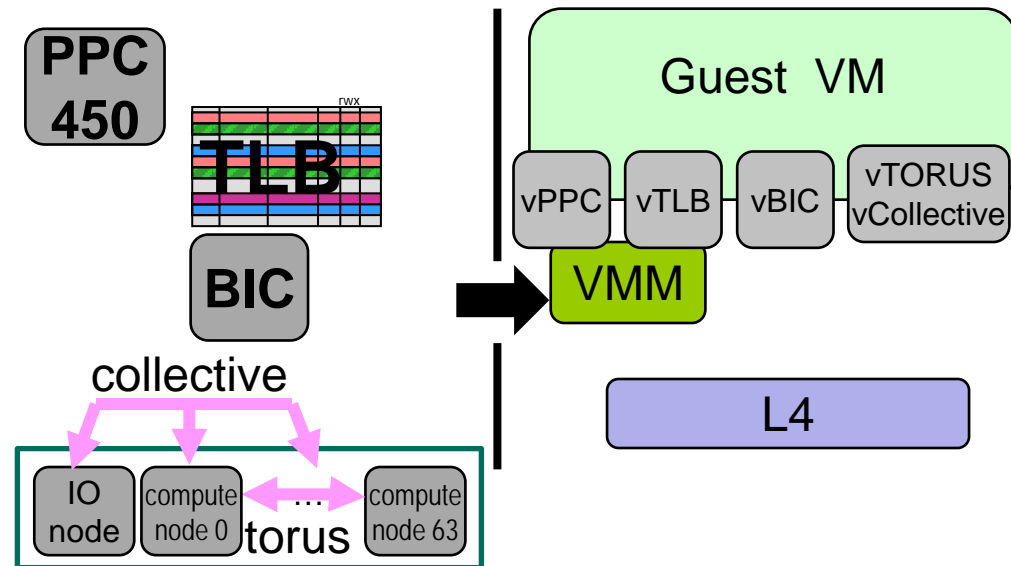 PPC
450
rwx
TLB
BIC
collective
IO
node
compute
node 0
...
compute
node 63
torus
Guest VM
vPPC
vTLB
vBIC
vTORUS
vCollective
VMM
L4